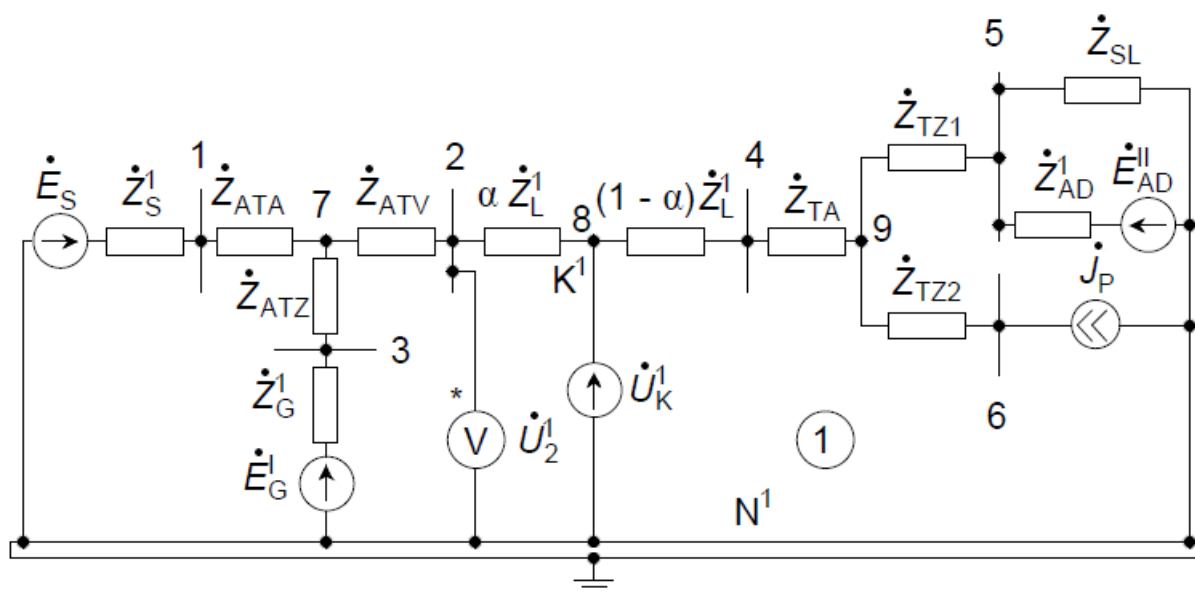 5
Ż_SL
Ż_TZ1
Ė_S
Ż¹_S
1
Ż_ATA
7
Ż_ATV
2
α Ż¹_L
8
(1 - α)Ż¹_L
4
Ż_TA
9
Ż¹_AD
Ė^II_AD
K¹
Ż_TZ2
J̇_P
Ż_ATZ
3
6
Ż¹_G
*
V
U̇¹_2
U̇¹_K
1
Ė^I_G
N¹